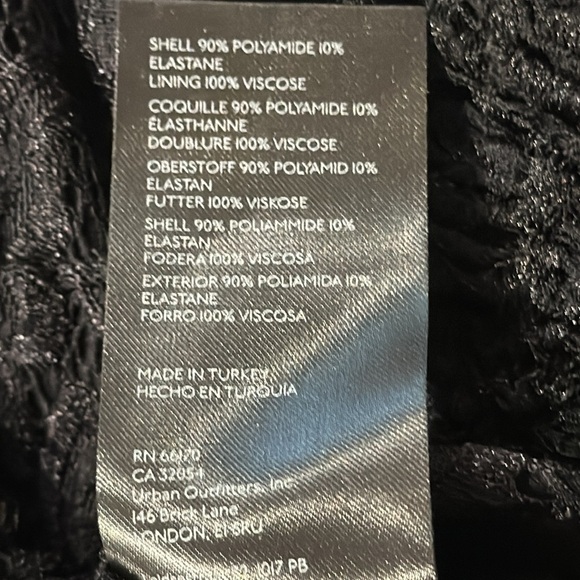 SHELL 90% POLYAMIDE 10%
ELASTANE
LINING 100% VISCOSE
COQUILLE 90% POLYAMIDE 10%
ÉLASTHANNE
DOUBLURE 100% VISCOSE
OBERSTOFF 90% POLYAMID 10%
ELASTAN
FUTTER 100% VISKOSE
SHELL 90% POLIAMMIDE 10%
ELASTAN
FODERA 100% VISCOSA
EXTERIOR 90% POLIAMIDA 10%
ELASTANE
FORRO 100% VISCOSA
MADE IN TURKEY
HECHO EN TURQUIA
RN 66170
CA 32054
Urban Outfitters, Inc.
146 Brick Lane
LONDON, E1 6RU
1017 PB